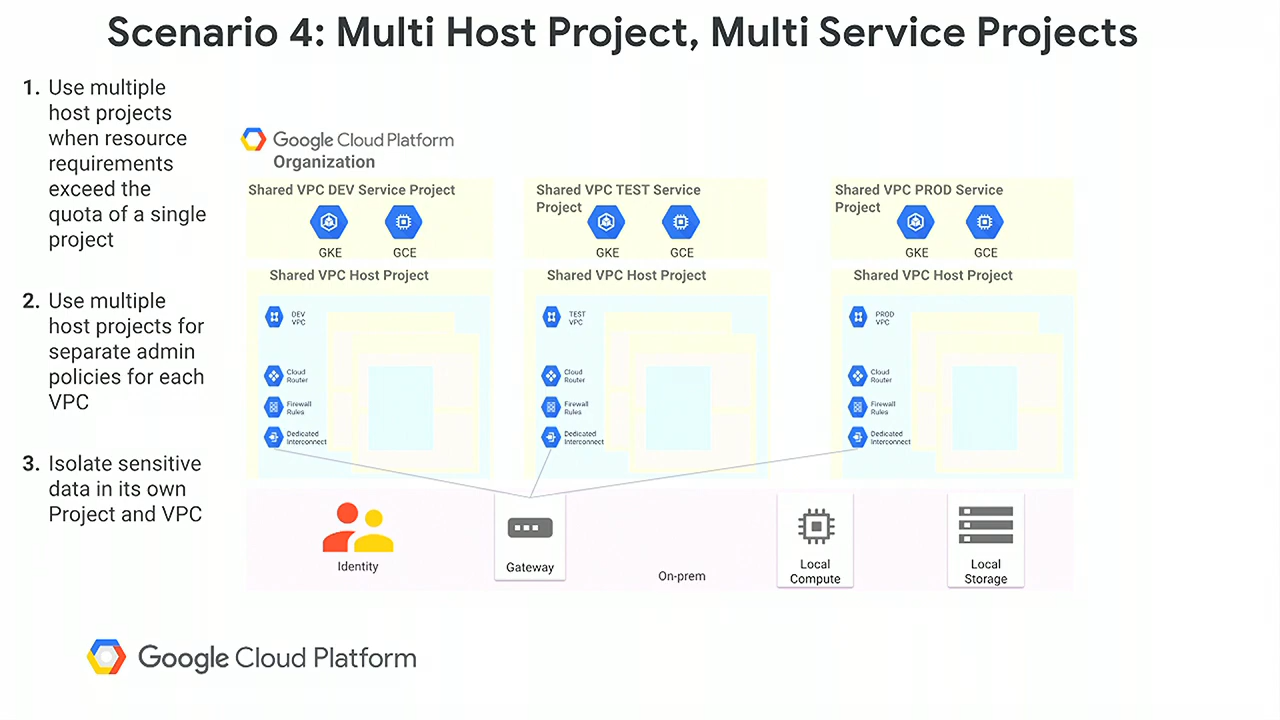 Scenario 4: Multi Host Project, Multi Service Projects
1. Use multiple
host projects
when resource
requirements
exceed the
quota of a single
project
2. Use multiple
host projects for
separate admin
policies for each
VPC
3. Isolate sensitive
data in its own
Project and VPC
Google Cloud Platform
Organization
Shared VPC DEV Service Project
GKE
GCE
Shared VPC TEST Service
Project
GKE
GCE
Shared VPC PROD Service
Project
GKE
GCE
Shared VPC Host Project
DEV
VPC
Cloud
Router
Firewall
Rules
Dedicated
Interconnect
Shared VPC Host Project
TEST
VPC
Cloud
Router
Firewall
Rules
Dedicated
Interconnect
Shared VPC Host Project
PROD
VPC
Cloud
Router
Firewall
Rules
Dedicated
Interconnect
Identity
Gateway
On-prem
Local
Compute
Local
Storage
Google Cloud Platform